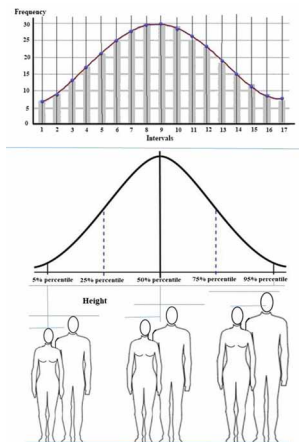 Frequency
30
25
20
15
10
5
0
1 2 3 4 5 6 7 8 9 10 11 12 13 14 15 16 17
Intervals
5% percentile 25% percentile 50% percentile 75% percentile 95% percentile
Height